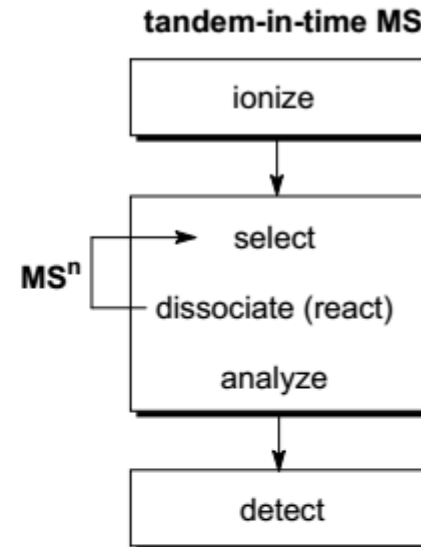 tandem-in-time MS
ionize
select
MSⁿ
dissociate (react)
analyze
detect